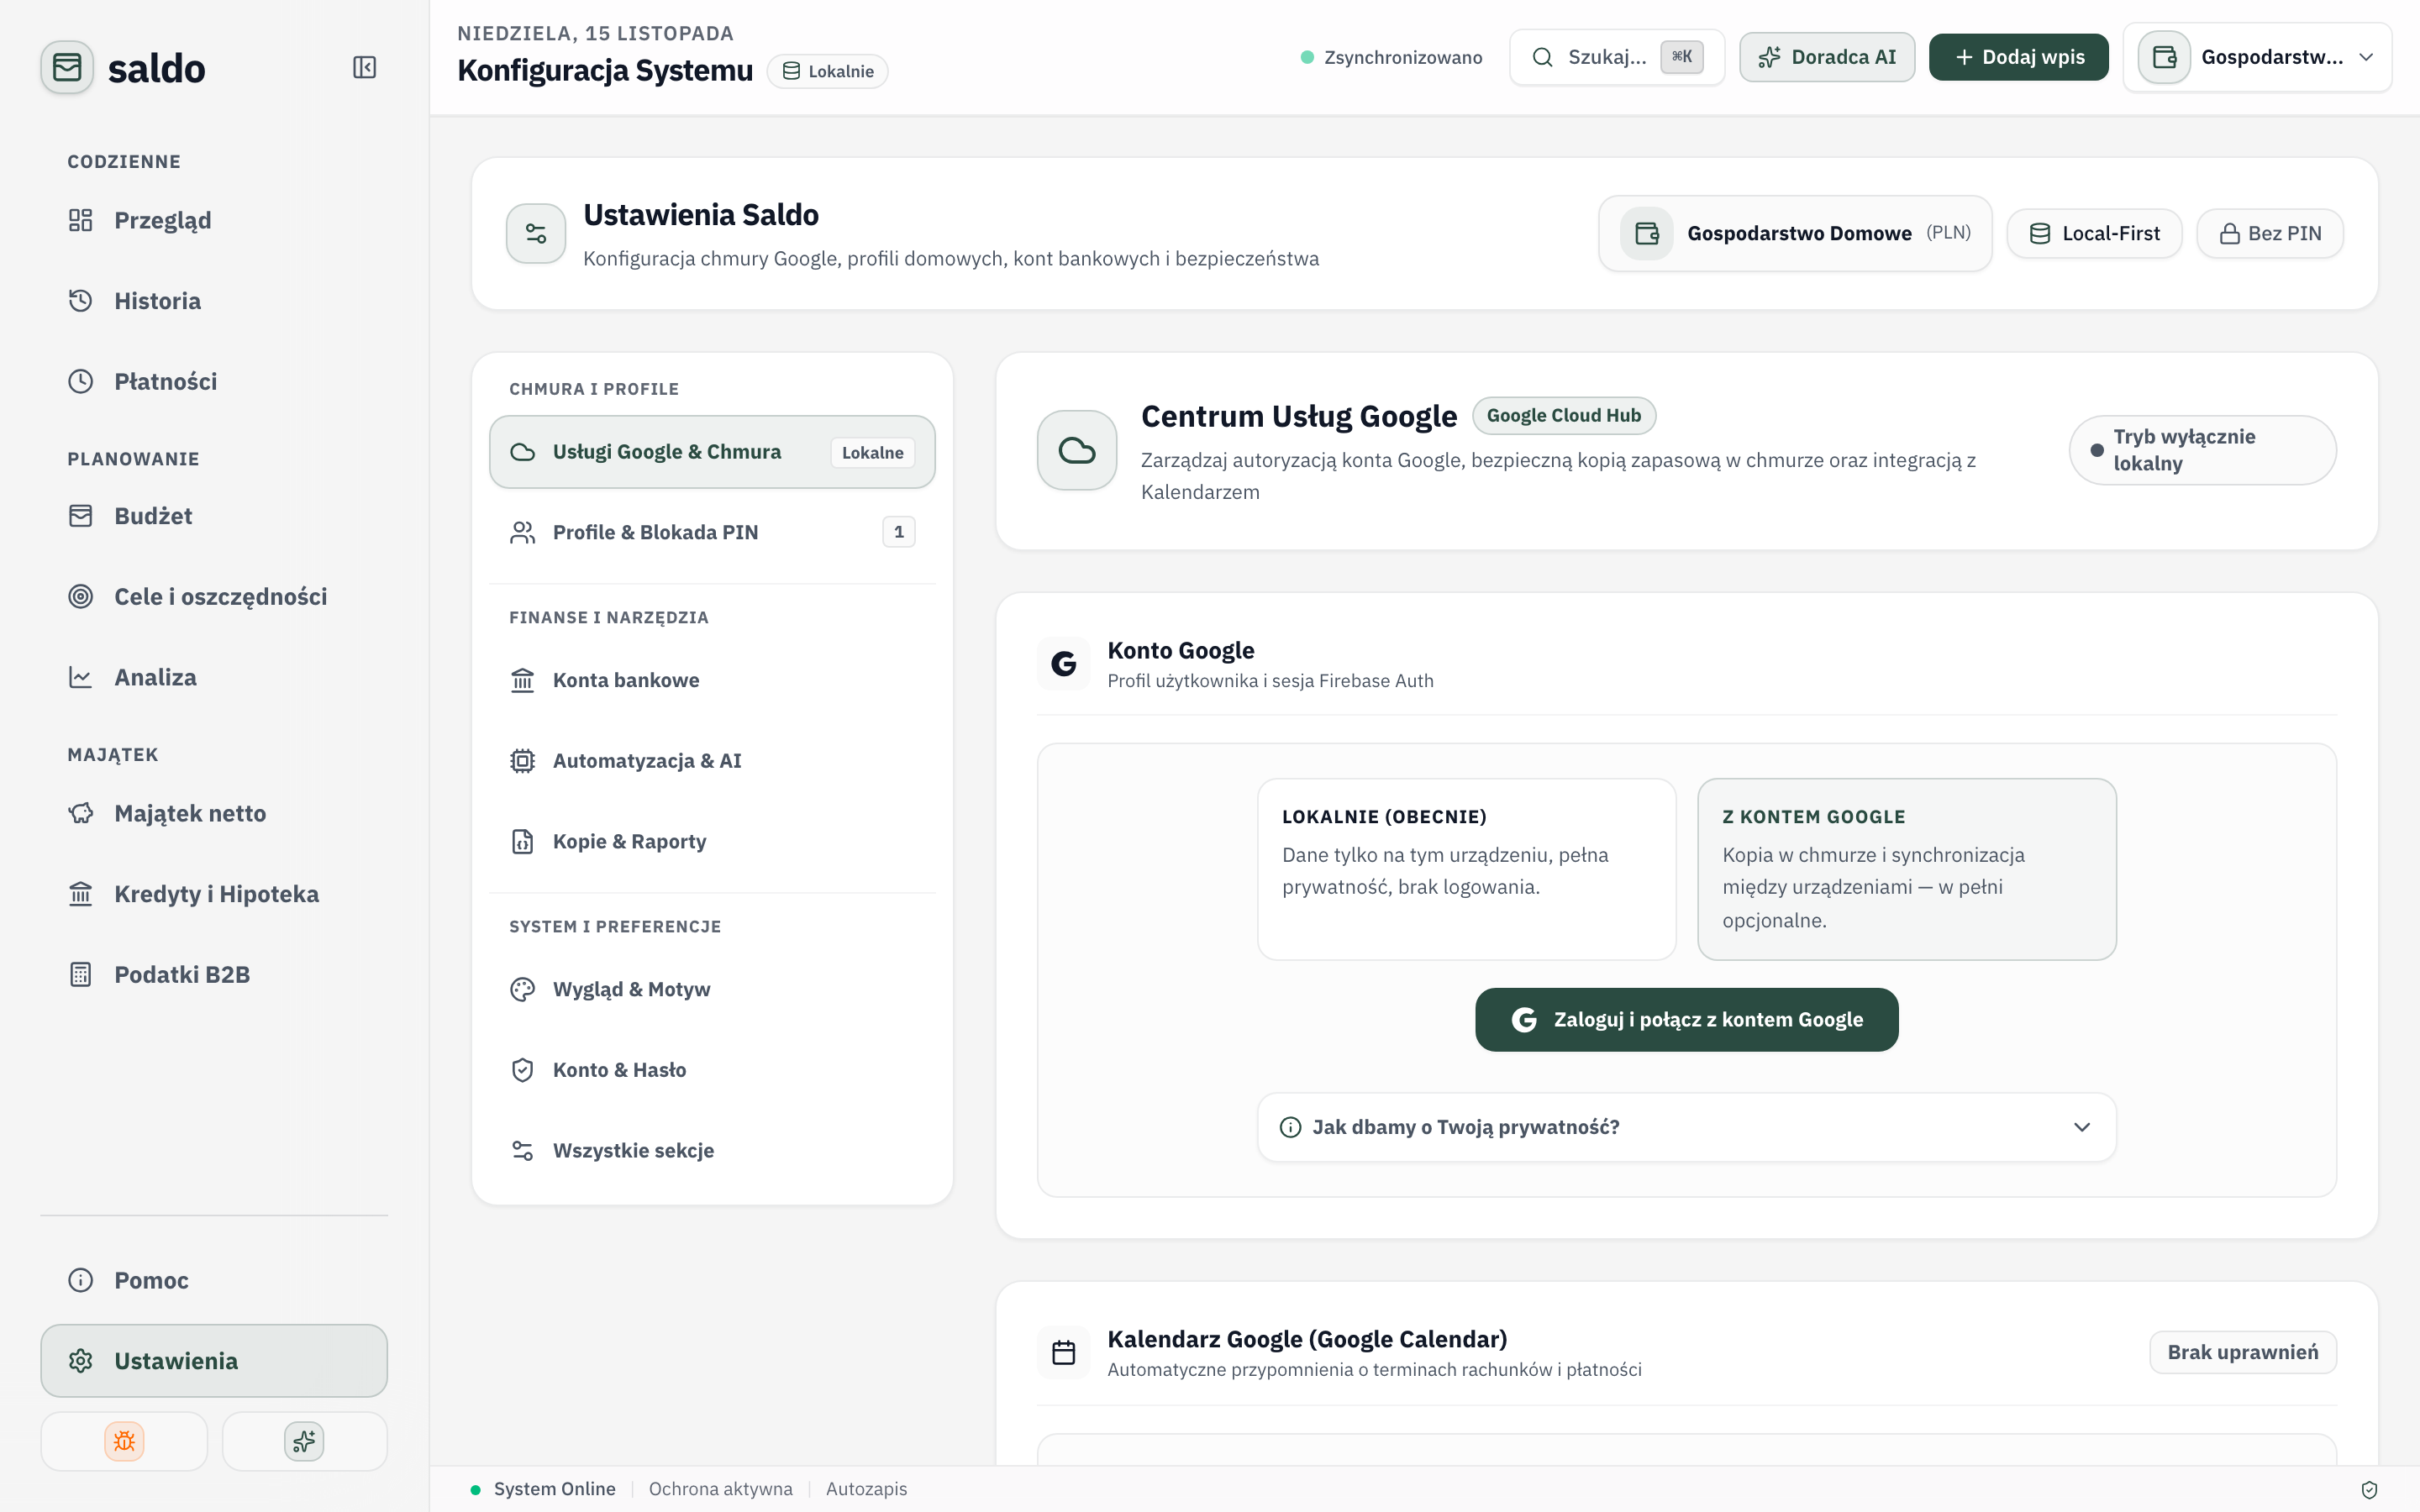 saldo
CODZIENNE
Przegląd
Historia
Płatności
PLANOWANIE
Budżet
Cele i oszczędności
Analiza
MAJĄTEK
Majątek netto
Kredyty i Hipoteka
Podatki B2B
Pomoc
Ustawienia
NIEDZIELA, 15 LISTOPADA
Konfiguracja Systemu
Lokalnie
Zsynchronizowano
Szukaj...
⌘K
Doradca AI
Dodaj wpis
Gospodarstw...
Ustawienia Saldo
Konfiguracja chmury Google, profili domowych, kont bankowych i bezpieczeństwa
Gospodarstwo Domowe (PLN)
Local-First
Bez PIN
CHMURA I PROFILE
Usługi Google & Chmura
Lokalne
Profile & Blokada PIN
1
FINANSE I NARZĘDZIA
Konta bankowe
Automatyzacja & AI
Kopie & Raporty
SYSTEM I PREFERENCJE
Wygląd & Motyw
Konto & Hasło
Wszystkie sekcje
Centrum Usług Google
Google Cloud Hub
Zarządzaj autoryzacją konta Google, bezpieczną kopią zapasową w chmurze oraz integracją z
Kalendarzem
Tryb wyłącznie
lokalny
Konto Google
Profil użytkownika i sesja Firebase Auth
LOKALNIE (OBECNIE)
Dane tylko na tym urządzeniu, pełna
prywatność, brak logowania.
Z KONTEM GOOGLE
Kopia w chmurze i synchronizacja
między urządzeniami — w pełni
opcjonalne.
Zaloguj i połącz z kontem Google
Jak dbamy o Twoją prywatność?
Kalendarz Google (Google Calendar)
Automatyczne przypomnienia o terminach rachunków i płatności
Brak uprawnień
System Online
Ochrona aktywna
Autozapis